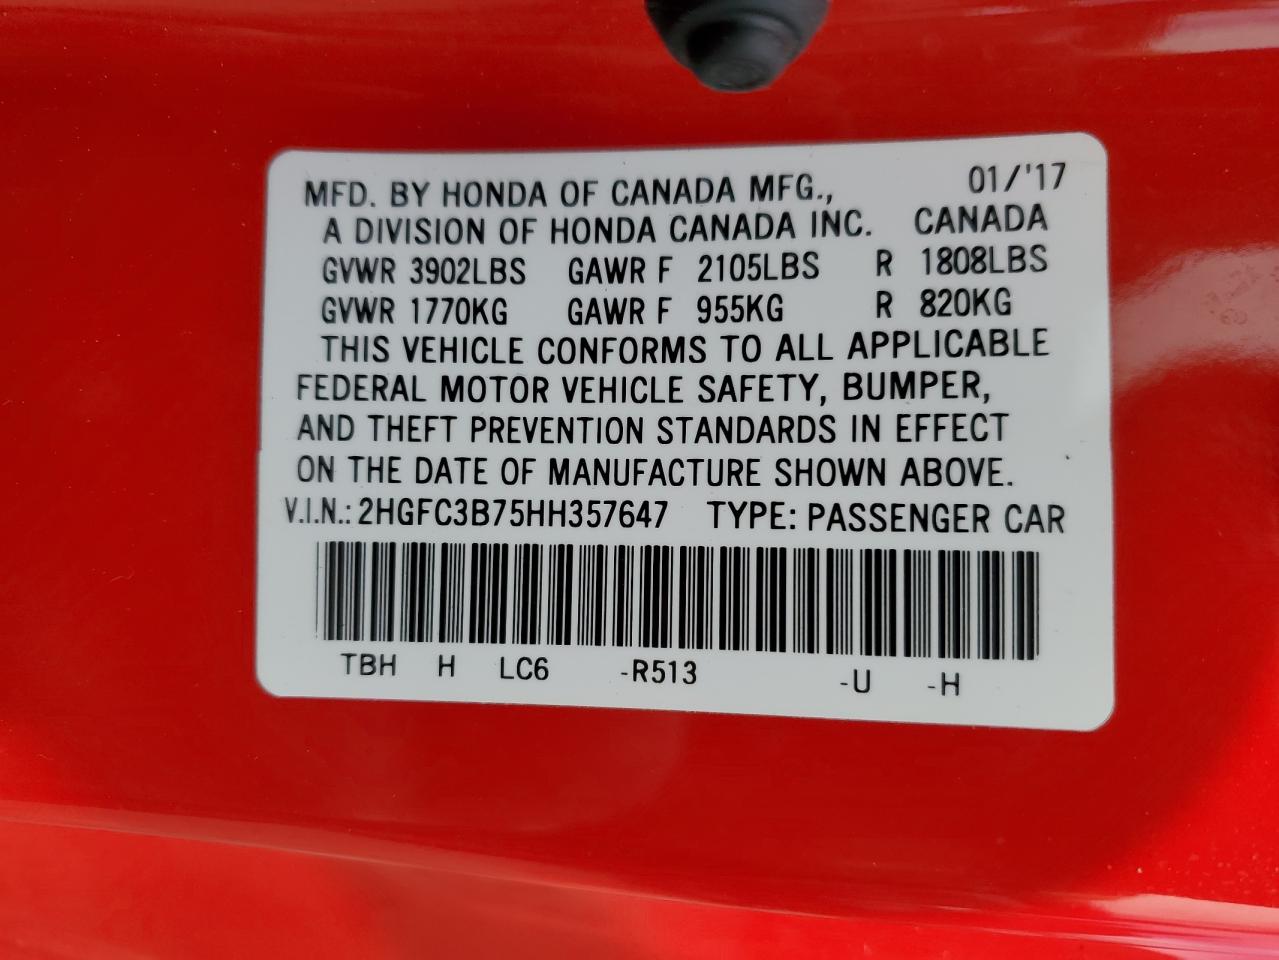 MFD. BY HONDA OF CANADA MFG., 01/'17
A DIVISION OF HONDA CANADA INC. CANADA
GVWR 3902LBS GAWR F 2105LBS R 1808LBS
GVWR 1770KG GAWR F 955KG R 820KG
THIS VEHICLE CONFORMS TO ALL APPLICABLE
FEDERAL MOTOR VEHICLE SAFETY, BUMPER,
AND THEFT PREVENTION STANDARDS IN EFFECT
ON THE DATE OF MANUFACTURE SHOWN ABOVE.
V.I.N.: 2HGFC3B75HH357647 TYPE: PASSENGER CAR
TBH H LC6 -R513 -U -H